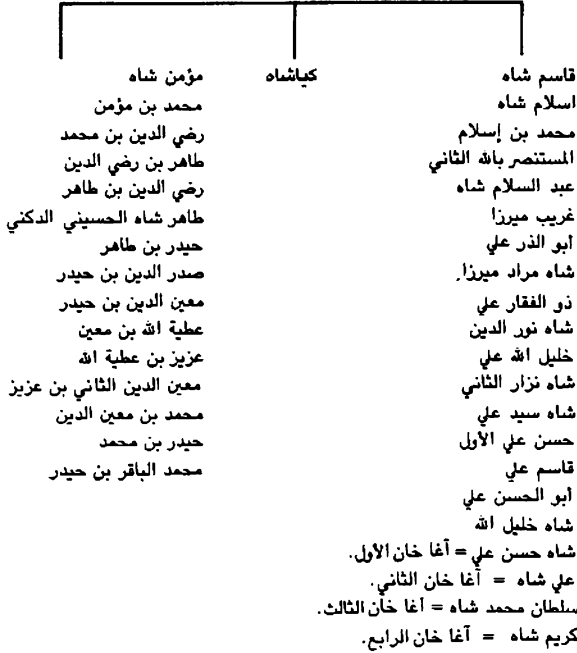 قاسم شاه
اسلام شاه
محمد بن إسلام
المستنصر بالله الثاني
عبد السلام شاه
غريب ميرزا
أبو الذر علي
شاه مراد ميرزا.
ذو الفقار علي
شاه نور الدين
خليل الله علي
شاه نزار الثاني
شاه سيد علي
حسن علي الأول
قاسم علي
أبو الحسن علي
شاه خليل الله
شاه حسن علي = آغا خان الأول.
علي شاه = آغا خان الثاني.
سلطان محمد شاه = آغا خان الثالث.
كريم شاه = آغا خان الرابع.
كياشاه
مؤمن شاه
محمد بن مؤمن
رضي الدين بن محمد
طاهر بن رضي الدين
رضي الدين بن طاهر
طاهر شاه الحسيني الدكني
حيدر بن طاهر
صدر الدين بن حيدر
معين الدين بن حيدر
عطية الله بن معين
عزيز بن عطية الله
معين الدين الثاني بن عزيز
محمد بن معين الدين
حيدر بن محمد
محمد الباقر بن حيدر